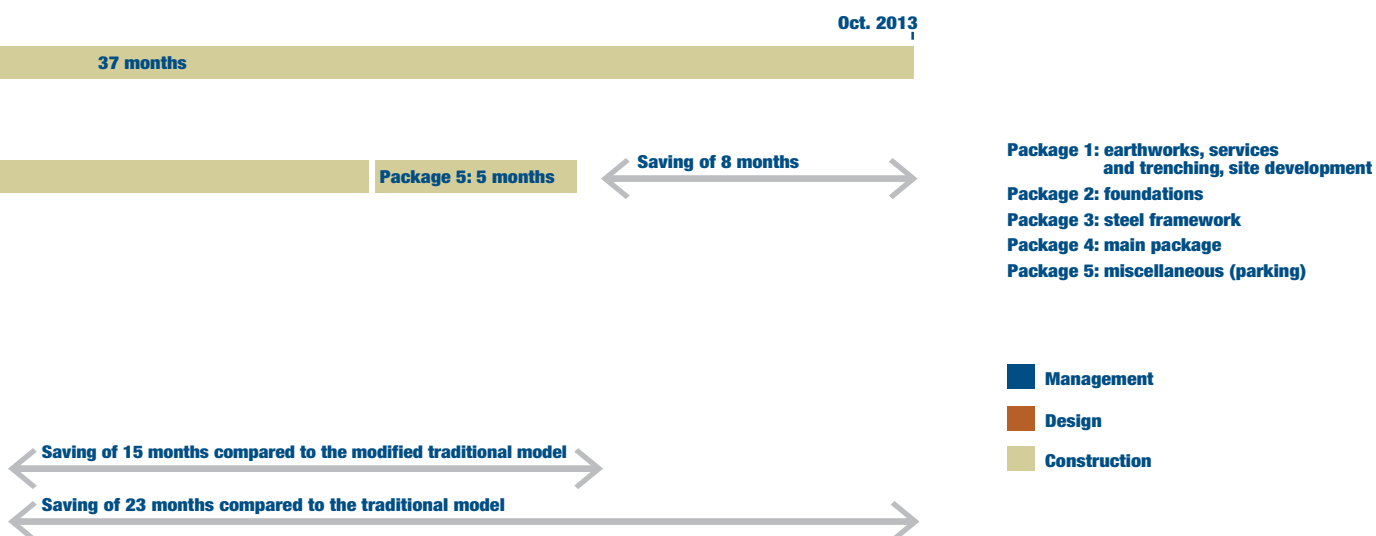 Oct. 2013
37 months
Package 5: 5 months
Saving of 8 months
Package 1: earthworks, services
and trenching, site development
Package 2: foundations
Package 3: steel framework
Package 4: main package
Package 5: miscellaneous (parking)
Management
Design
Construction
Saving of 15 months compared to the modified traditional model
Saving of 23 months compared to the traditional model